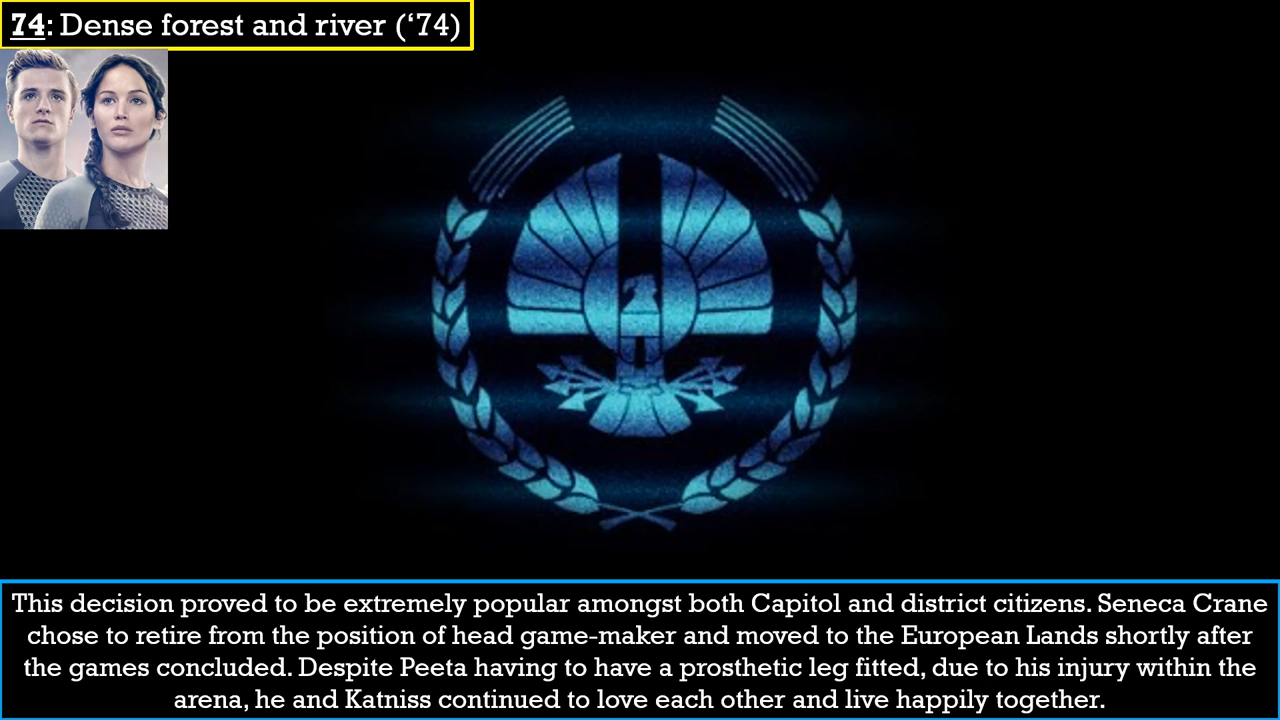 74: Dense forest and river (‘74)
This decision proved to be extremely popular amongst both Capitol and district citizens. Seneca Crane
chose to retire from the position of head game-maker and moved to the European Lands shortly after
the games concluded. Despite Peeta having to have a prosthetic leg fitted, due to his injury within the
arena, he and Katniss continued to love each other and live happily together.